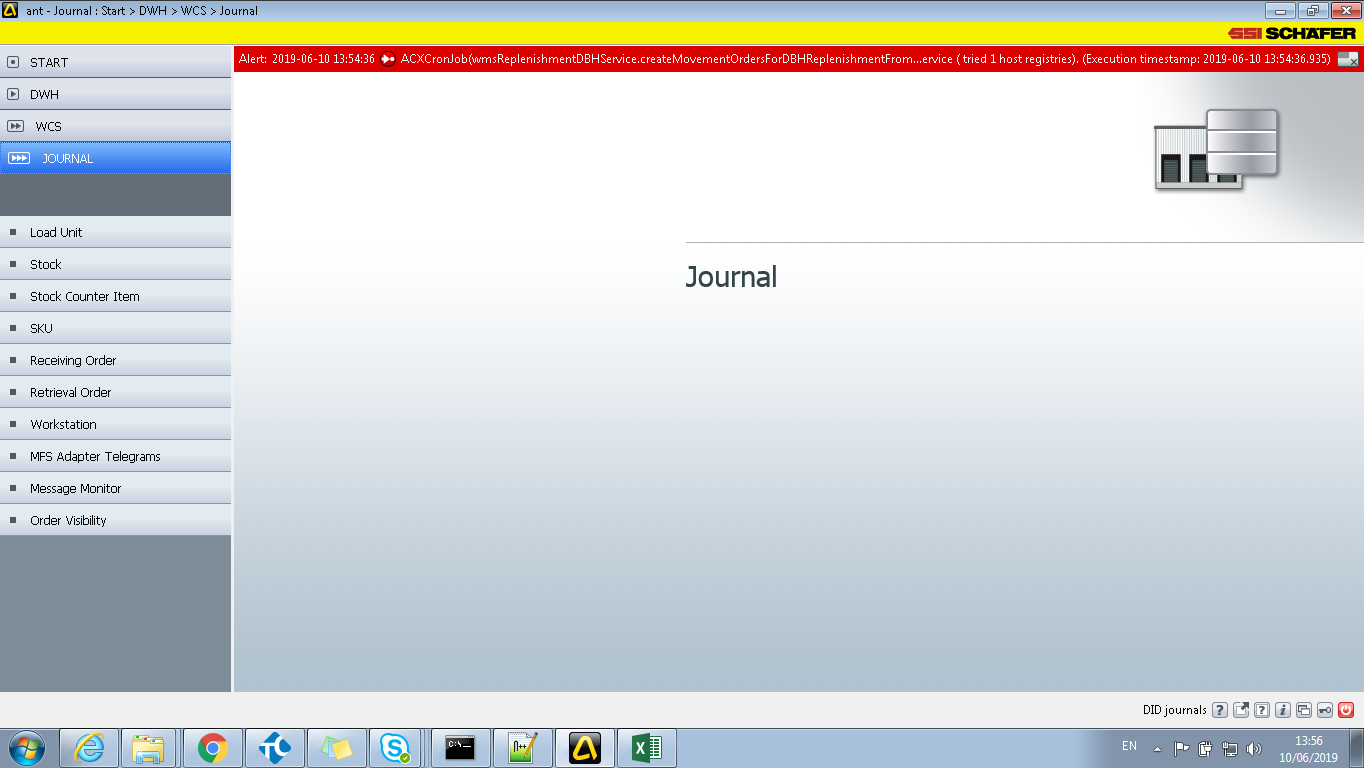 ant - Journal : Start > DWH > WCS > Journal
SSI SCHÄFER
START
Alert: 2019-06-10 13:54:36 ACXCronJob(wmsReplenishmentDBHService.createMovementOrdersForDBHReplenishmentFrom...ervice ( tried 1 host registries). (Execution timestamp: 2019-06-10 13:54:36.935)
DWH
WCS
JOURNAL
Load Unit
Stock
Journal
Stock Counter Item
SKU
Receiving Order
Retrieval Order
Workstation
MFS Adapter Telegrams
Message Monitor
Order Visibility
DID journals
EN
13:56
10/06/2019